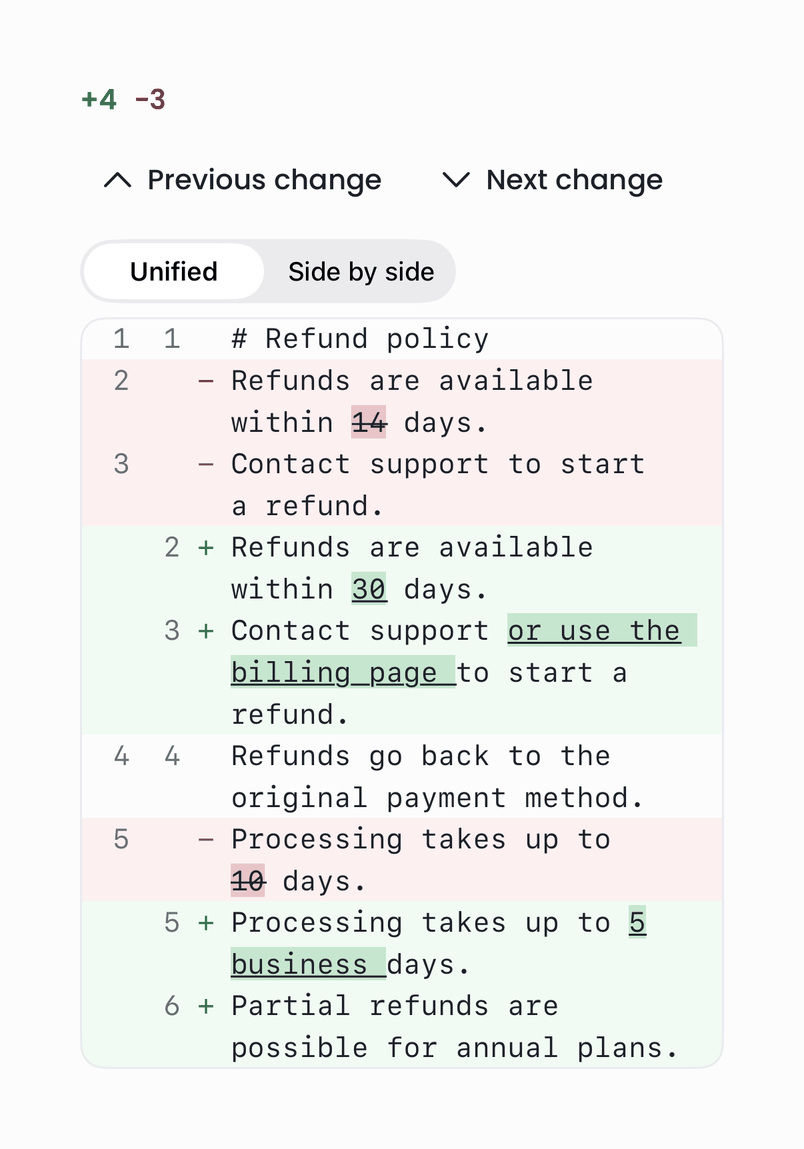 +4 −3
Previous change Next change
Unified Side by side
1 1 # Refund policy
2 − Refunds are available
within 14 days.
3 − Contact support to start
a refund.
2 + Refunds are available
within 30 days.
3 + Contact support or use the
billing page to start a
refund.
4 4 Refunds go back to the
original payment method.
5 − Processing takes up to
10 days.
5 + Processing takes up to 5
business days.
6 + Partial refunds are
possible for annual plans.